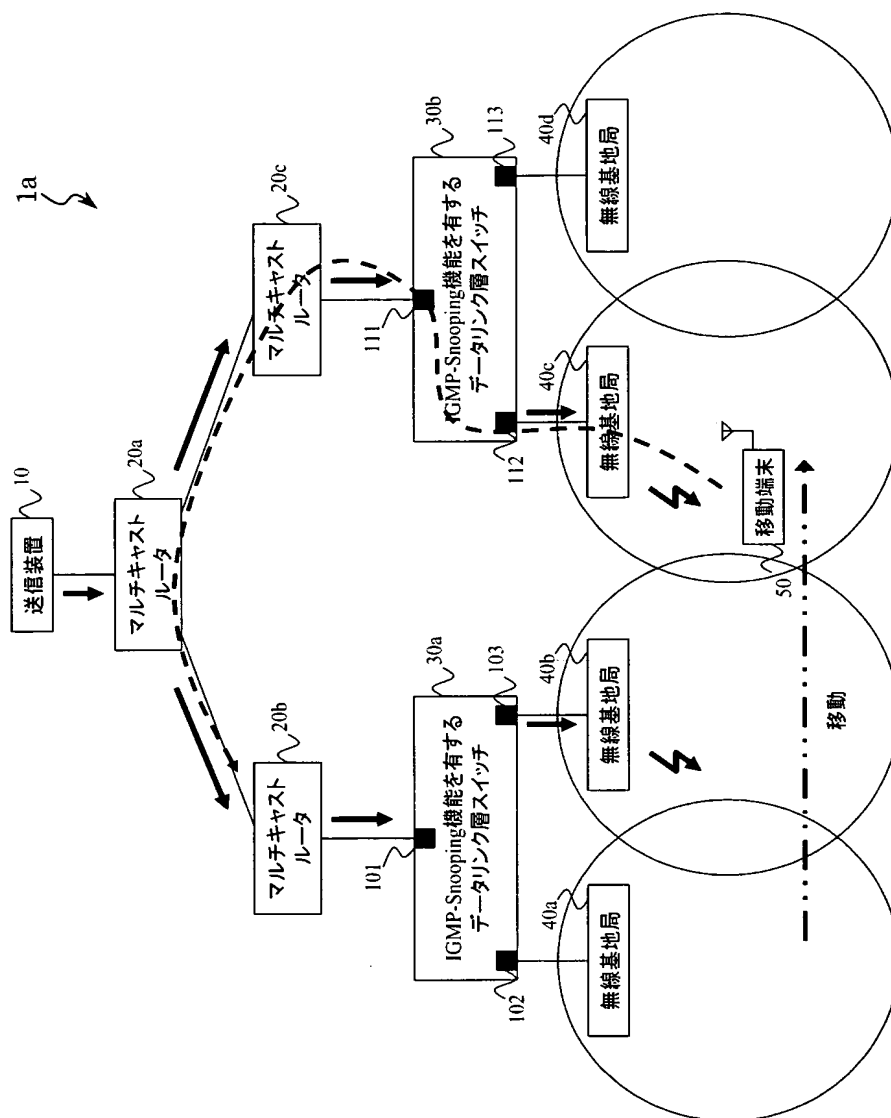 1a
10
送信装置
20a
マルチキャスト
ルータ
20b
マルチキャスト
ルータ
20c
マルチキャスト
ルータ
101
30a
IGMP-Snooping機能を有する
データリンク層スイッチ
102
103
111
30b
IGMP-Snooping機能を有する
データリンク層スイッチ
112
113
40a
無線基地局
40b
無線基地局
40c
無線基地局
40d
無線基地局
移動端末
50
移動